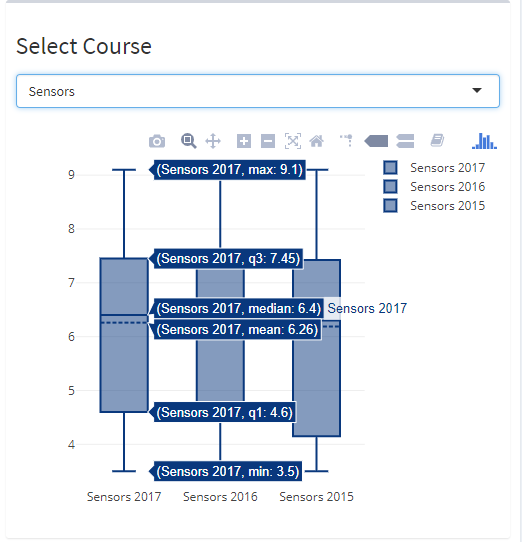 Select Course
Sensors
Sensors 2017
Sensors 2016
Sensors 2015
9
8
7
6
5
4
(Sensors 2017, max: 9.1)
(Sensors 2017, q3: 7.45)
(Sensors 2017, median: 6.4) Sensors 2017
(Sensors 2017, mean: 6.26)
(Sensors 2017, q1: 4.6)
(Sensors 2017, min: 3.5)
Sensors 2017 Sensors 2016 Sensors 2015